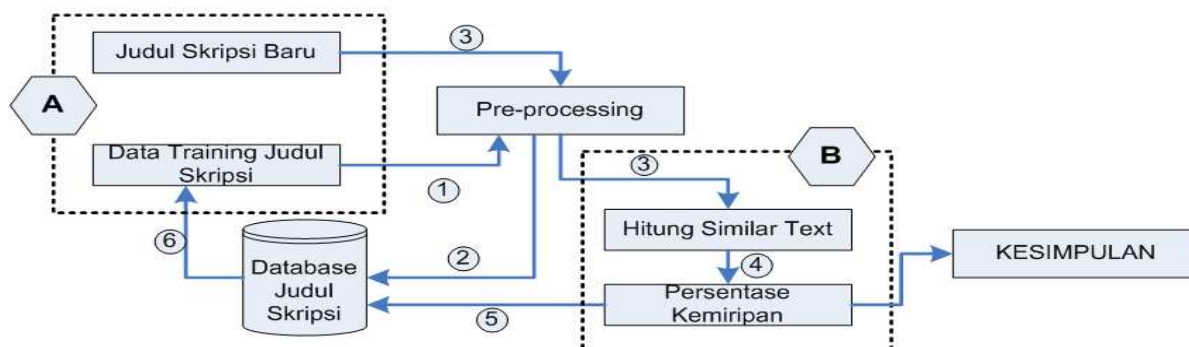 Judul Skripsi Baru
3
A
Pre-processing
Data Training Judul
Skripsi
1
3
B
6
Hitung Similar Text
Database
Judul
Skripsi
2
4
KESIMPULAN
5
Persentase
Kemiripan